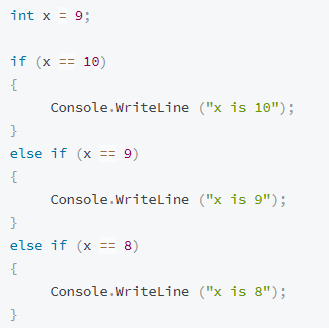 int x = 9;
if (x == 10)
{
Console.WriteLine ("x is 10");
}
else if (x == 9)
{
Console.WriteLine ("x is 9");
}
else if (x == 8)
{
Console.WriteLine ("x is 8");
}